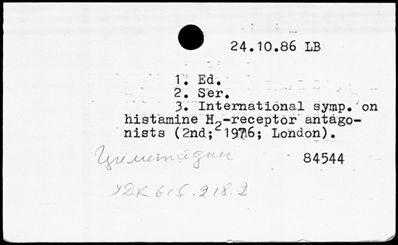 24.10.86 LB
1. Ed.
2. Ser.
3. International symp. on
histamine H2-receptor antago-
nists (2nd; 1976; London).
Циметидин 84544
УДК 615.218.2